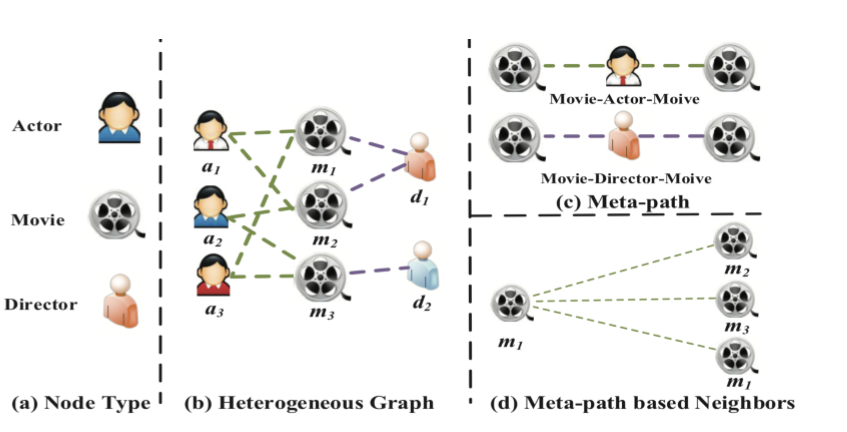 Actor
Movie
Director
(a) Node Type
a1
a2
a3
m1
m2
m3
d1
d2
(b) Heterogeneous Graph
Movie-Actor-Moive
Movie-Director-Moive
(c) Meta-path
m1
m2
m3
m1
(d) Meta-path based Neighbors